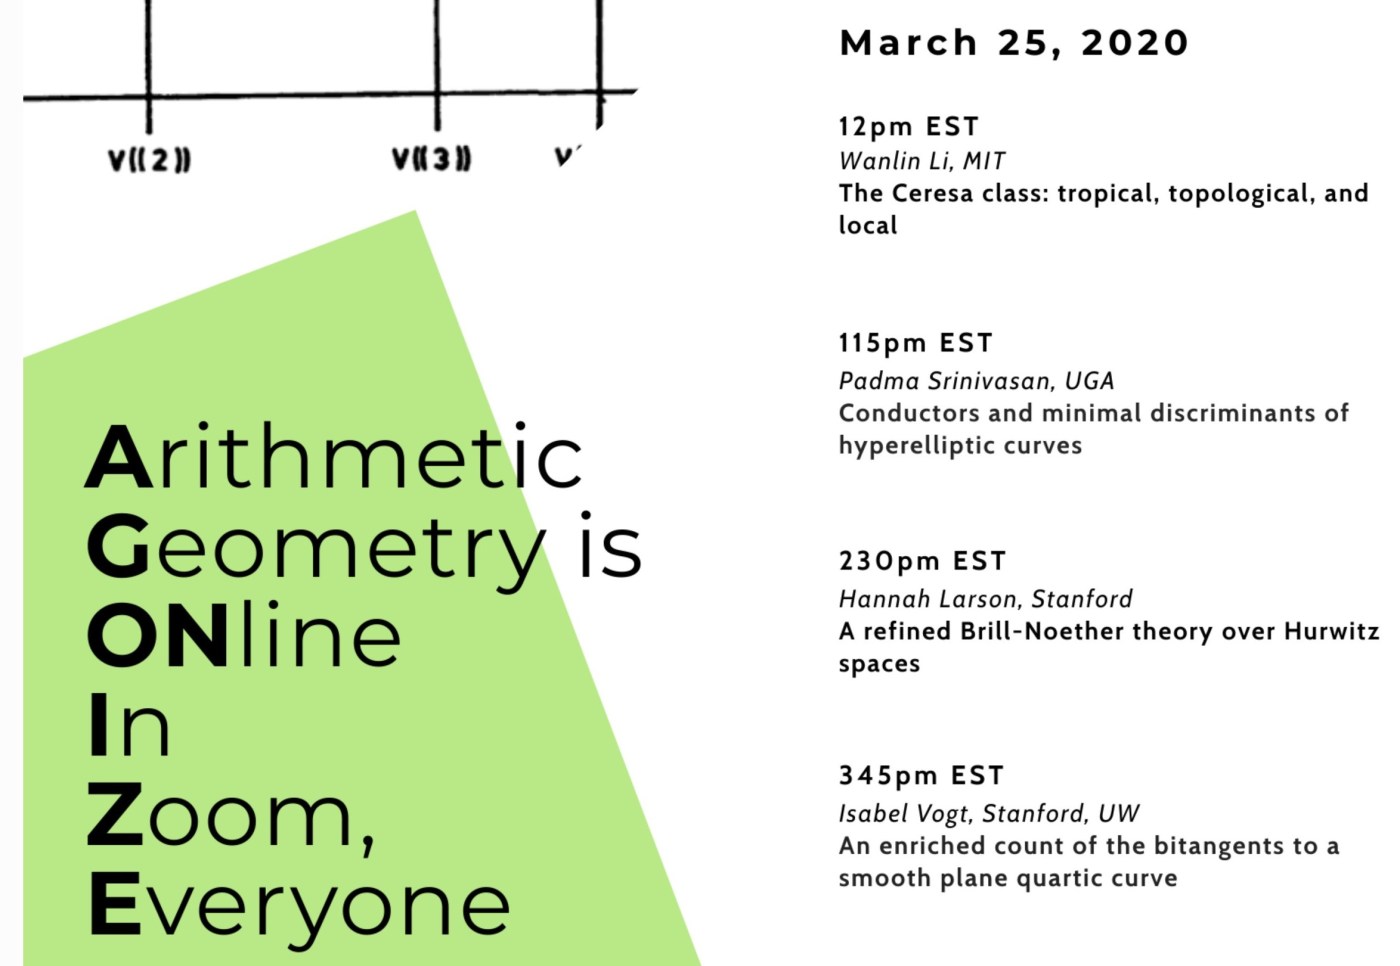 V((2))
V((3))
V
Arithmetic
Geometry is
ONline
In
Zoom,
Everyone
March 25, 2020
12pm EST
Wanlin Li, MIT
The Ceresa class: tropical, topological, and
local
115pm EST
Padma Srinivasan, UGA
Conductors and minimal discriminants of
hyperelliptic curves
230pm EST
Hannah Larson, Stanford
A refined Brill-Noether theory over Hurwitz
spaces
345pm EST
Isabel Vogt, Stanford, UW
An enriched count of the bitangents to a
smooth plane quartic curve